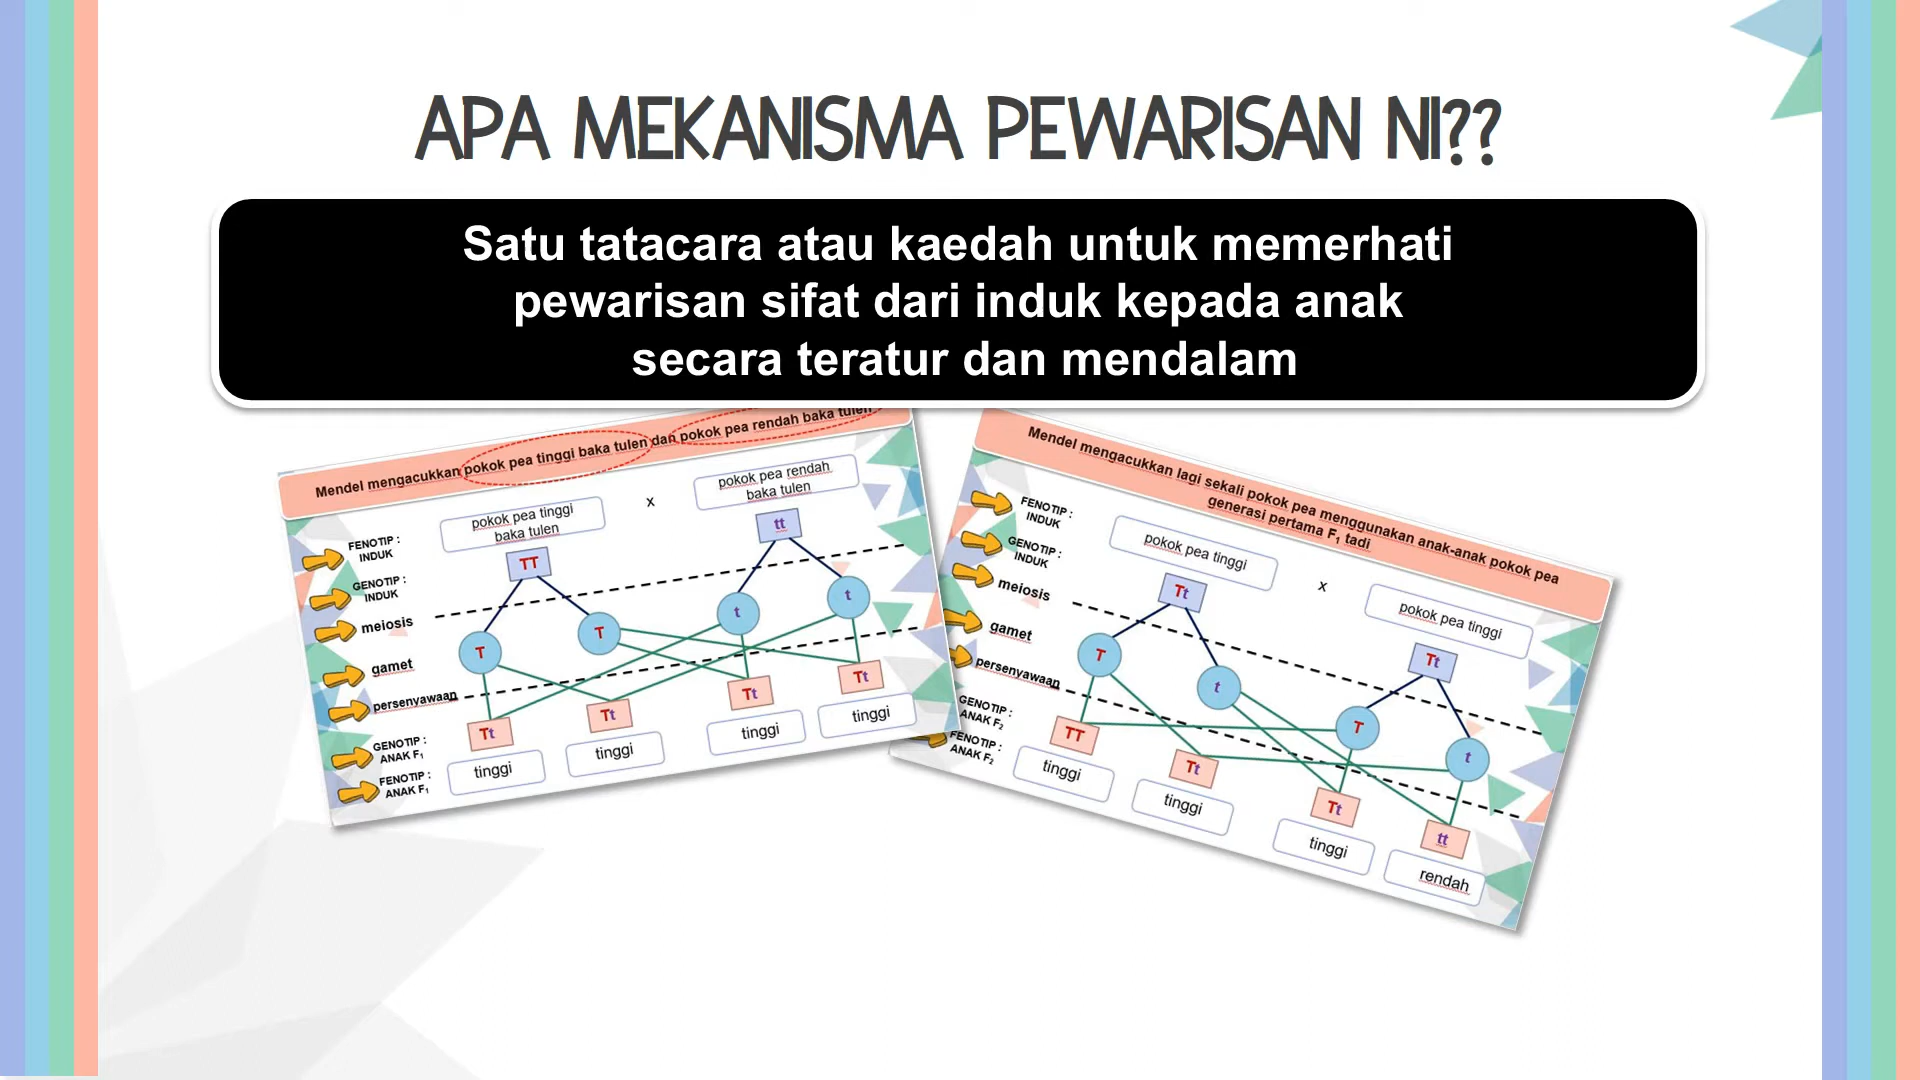 APA MEKANISMA PEWARISAN NI??
Satu tatacara atau kaedah untuk memerhati
pewarisan sifat dari induk kepada anak
secara teratur dan mendalam
Mendel mengacukkan pokok pea tinggi baka tulen dan pokok pea rendah baka tulen
FENOTIP :
INDUK
pokok pea tinggi
baka tulen
x
pokok pea rendah
baka tulen
GENOTIP :
INDUK
TT
tt
meiosis
gamet
T
T
t
t
persenyawaan
GENOTIP :
ANAK F₁
Tt
Tt
Tt
Tt
FENOTIP :
ANAK F₁
tinggi
tinggi
tinggi
tinggi
Mendel mengacukkan lagi sekali pokok pea menggunakan anak-anak pokok pea
generasi pertama F₁ tadi
FENOTIP :
INDUK
pokok pea tinggi
x
pokok pea tinggi
GENOTIP :
INDUK
Tt
Tt
meiosis
gamet
T
t
T
t
persenyawaan
GENOTIP :
ANAK F₂
TT
Tt
Tt
tt
FENOTIP :
ANAK F₂
tinggi
tinggi
tinggi
rendah